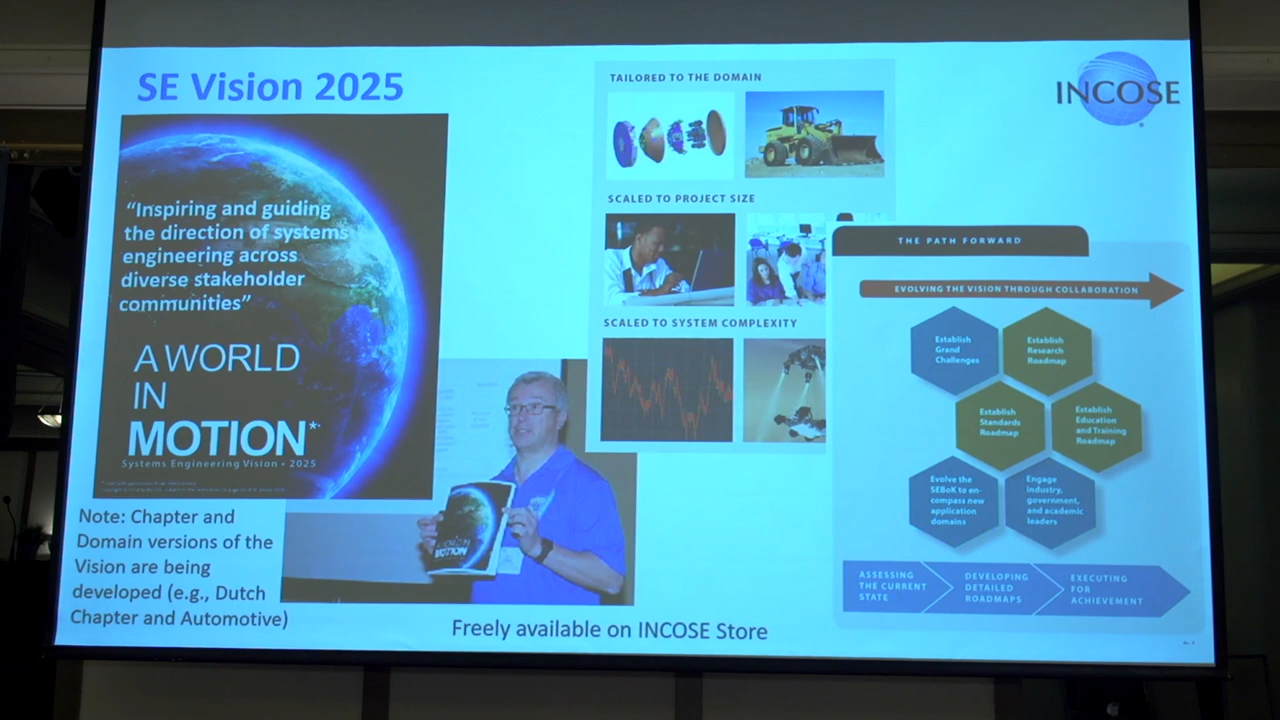 SE Vision 2025
"Inspiring and guiding
the direction of systems
engineering across
diverse stakeholder
communities"
A WORLD
IN
MOTION*
Systems Engineering Vision • 2025
Note: Chapter and
Domain versions of the
Vision are being
developed (e.g., Dutch
Chapter and Automotive)
A WORLD
IN
MOTION
Freely available on INCOSE Store
TAILORED TO THE DOMAIN
SCALED TO PROJECT SIZE
SCALED TO SYSTEM COMPLEXITY
INCOSE
THE PATH FORWARD
EVOLVING THE VISION THROUGH COLLABORATION
Establish
Grand
Challenges
Establish
Research
Roadmap
Establish
Standards
Roadmap
Establish
Education
and Training
Roadmap
Evolve the
SEBoK to en-
compass new
application
domains
Engage
industry,
government,
and academic
leaders
ASSESSING
THE CURRENT
STATE
DEVELOPING
DETAILED
ROADMAPS
EXECUTING
FOR
ACHIEVEMENT